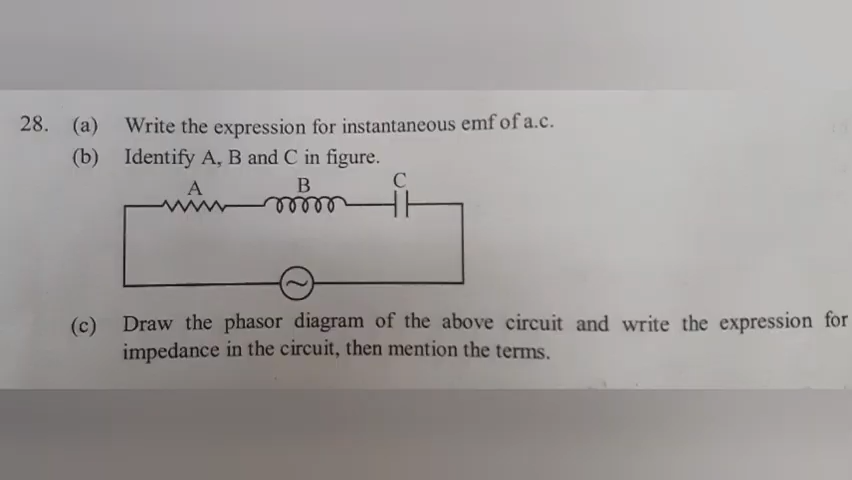 28. (a) Write the expression for instantaneous emf of a.c.
(b) Identify A, B and C in figure.
A B C
(c) Draw the phasor diagram of the above circuit and write the expression for
impedance in the circuit, then mention the terms.